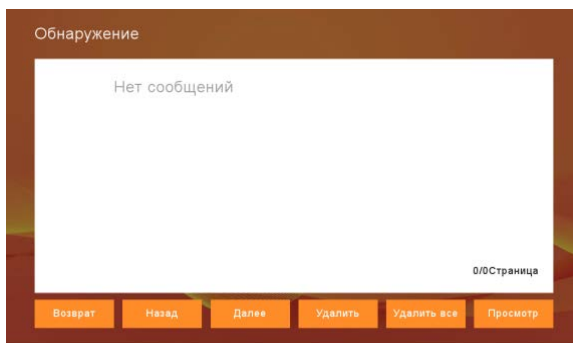 Обнаружение
Нет сообщений
0/0Страница
Возврат Назад Далее Удалить Удалить все Просмотр